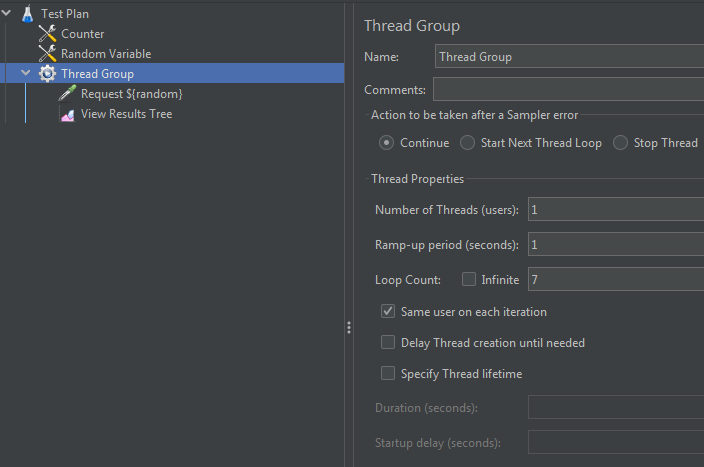 Test Plan
Counter
Random Variable
Thread Group
Request ${random}
View Results Tree
Thread Group
Name: Thread Group
Comments:
Action to be taken after a Sampler error
Continue Start Next Thread Loop Stop Thread
Thread Properties
Number of Threads (users): 1
Ramp-up period (seconds): 1
Loop Count: Infinite 7
Same user on each iteration
Delay Thread creation until needed
Specify Thread lifetime
Duration (seconds):
Startup delay (seconds):